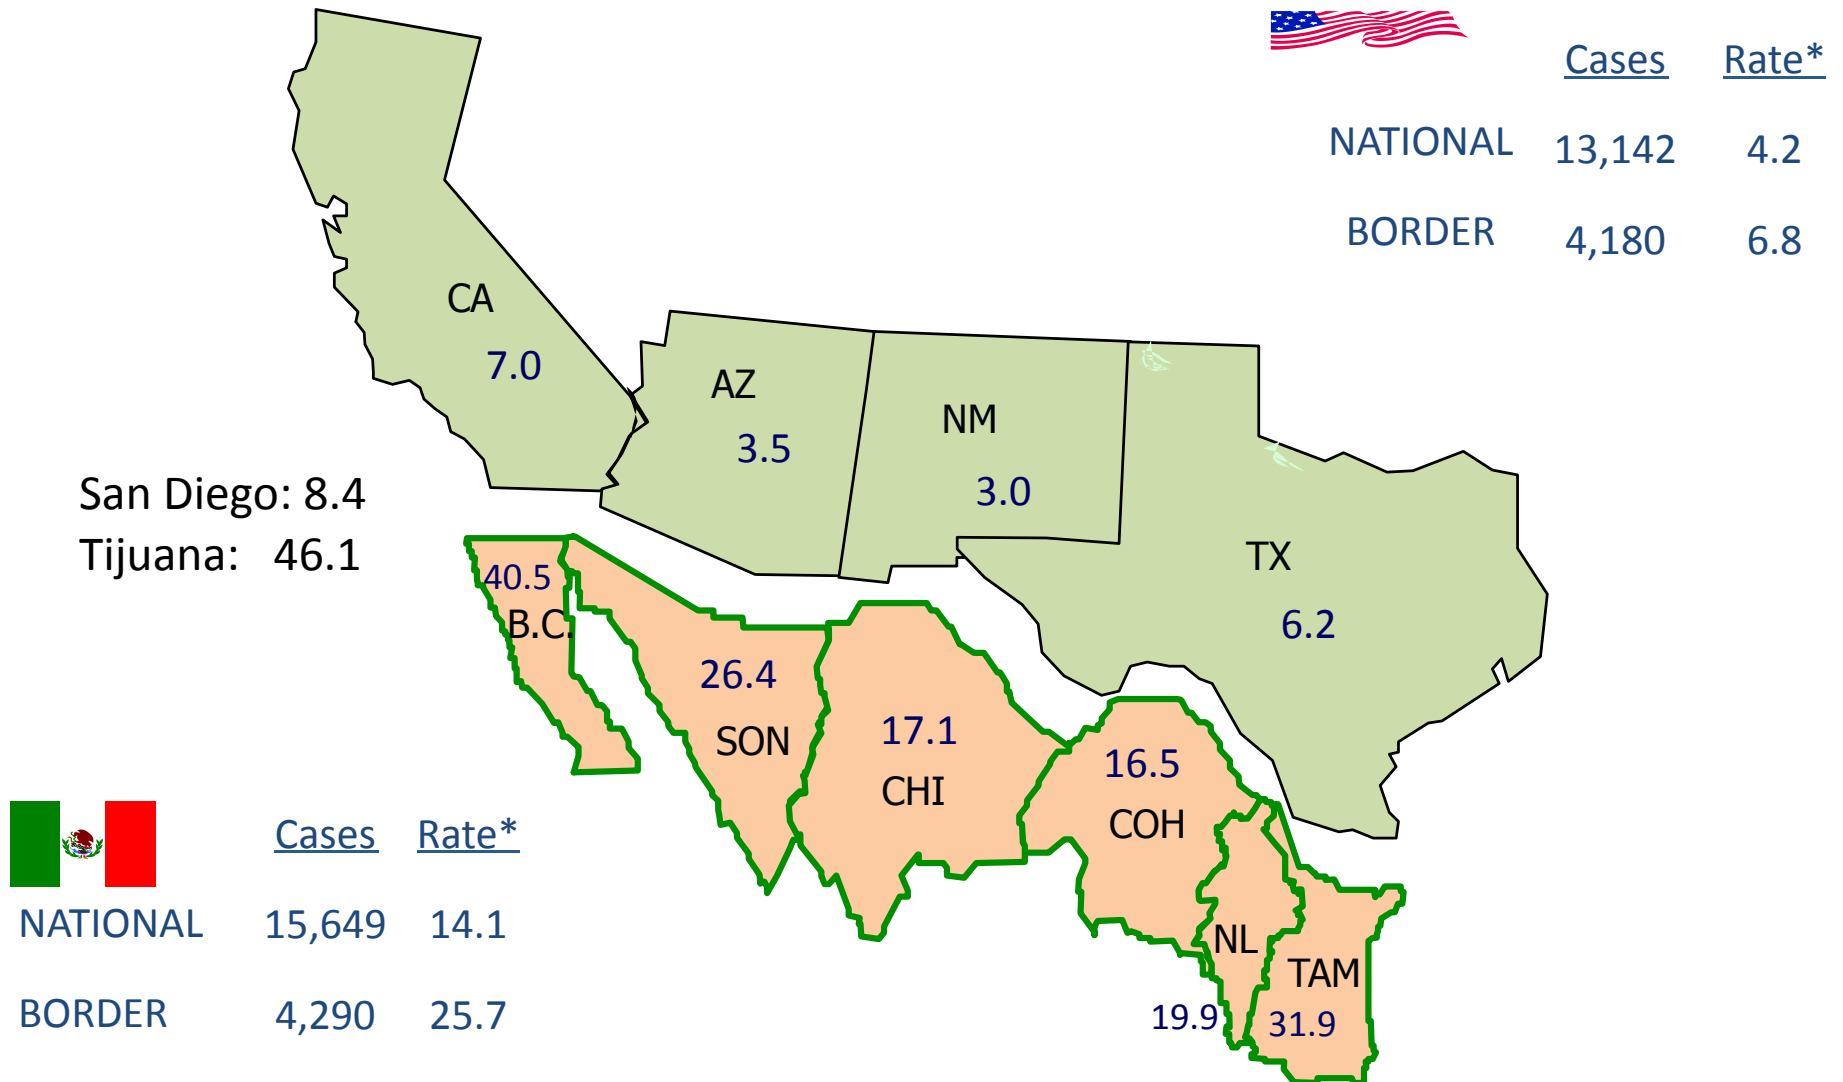 Cases Rate*
NATIONAL 13,142 4.2
BORDER 4,180 6.8
CA
7.0
AZ
3.5
NM
3.0
TX
6.2
San Diego: 8.4
Tijuana: 46.1
40.5
B.C.
26.4
SON
17.1
CHI
16.5
COH
NL
19.9
TAM
31.9
Cases Rate*
NATIONAL 15,649 14.1
BORDER 4,290 25.7